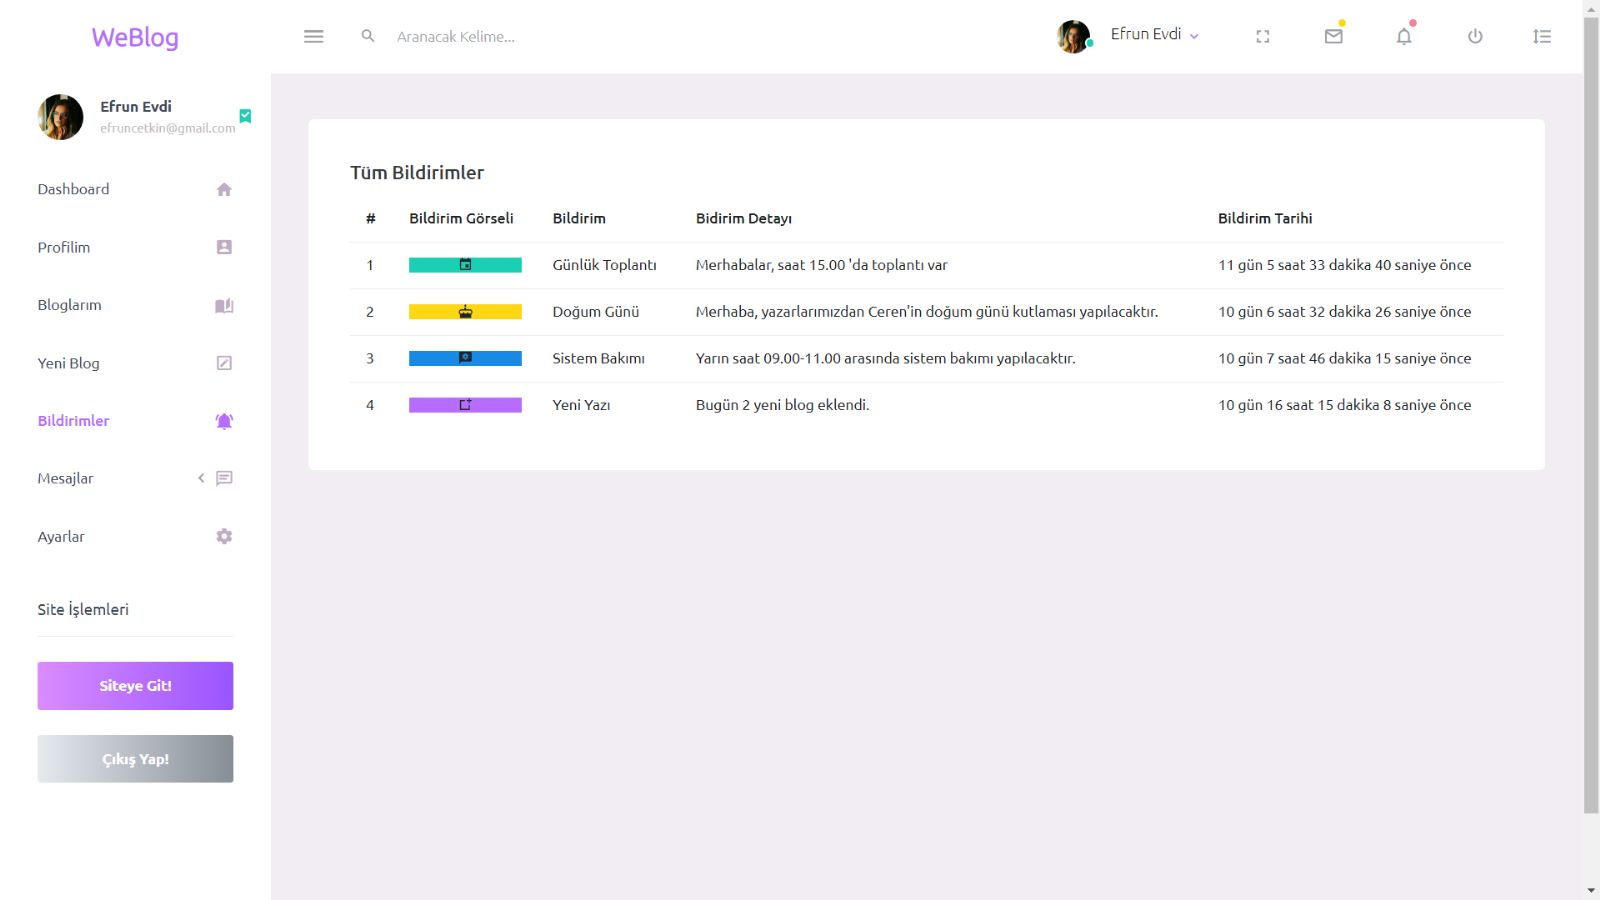 WeBlog
Aranacak Kelime...
Efrun Evdi
Efrun Evdi
efruncetkin@gmail.com
Dashboard
Profilim
Bloglarım
Yeni Blog
Bildirimler
Mesajlar
Ayarlar
Site İşlemleri
Siteye Git!
Çıkış Yap!
Tüm Bildirimler
# Bildirim Görseli Bildirim Bidirim Detayı Bildirim Tarihi
1 Günlük Toplantı Merhabalar, saat 15.00 'da toplantı var 11 gün 5 saat 33 dakika 40 saniye önce
2 Doğum Günü Merhaba, yazarlarımızdan Ceren'in doğum günü kutlaması yapılacaktır. 10 gün 6 saat 32 dakika 26 saniye önce
3 Sistem Bakımı Yarın saat 09.00-11.00 arasında sistem bakımı yapılacaktır. 10 gün 7 saat 46 dakika 15 saniye önce
4 Yeni Yazı Bugün 2 yeni blog eklendi. 10 gün 16 saat 15 dakika 8 saniye önce